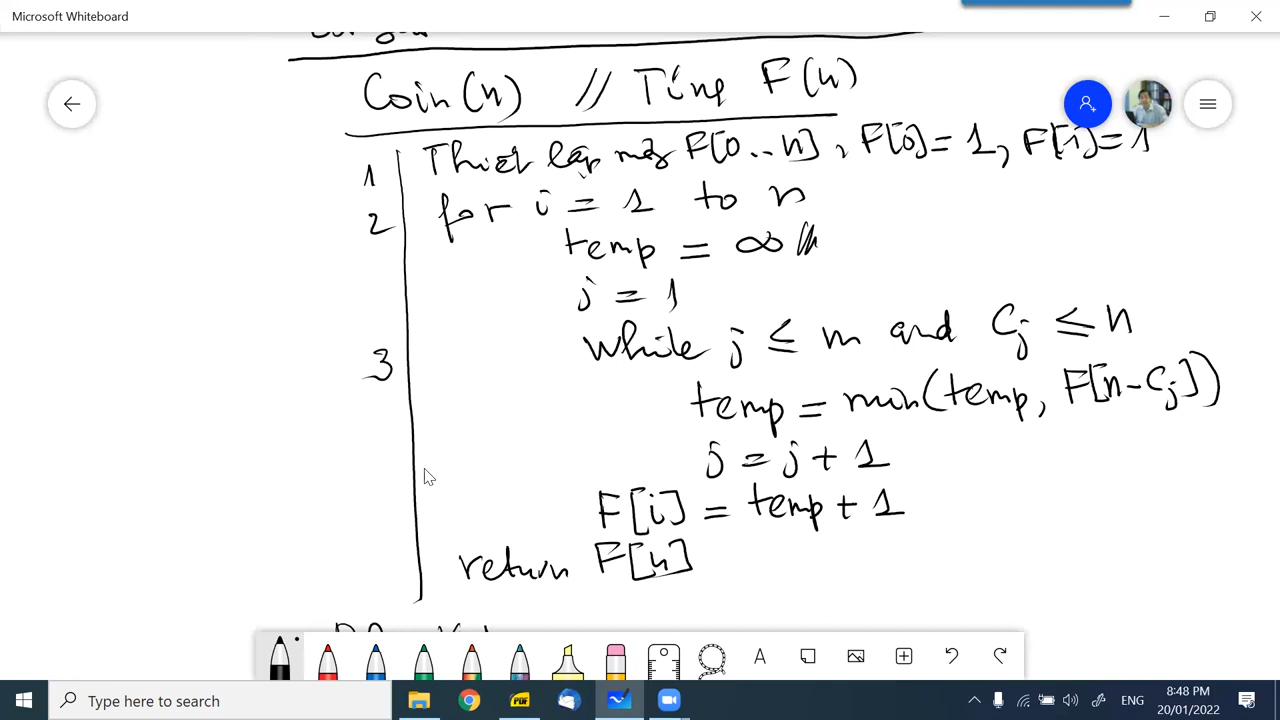 Microsoft Whiteboard
Coin(n) // Tính F(n)
1 Thiết lập mảng F[0..n], F[0] = 1, F[1] = 1
2 for i = 1 to n
temp = ∞
j = 1
while j ≤ m and Cj ≤ n
3
temp = min(temp, F[n-Cj])
j = j + 1
F[i] = temp + 1
return F[n]
Type here to search
PDF
ENG
8:48 PM
20/01/2022